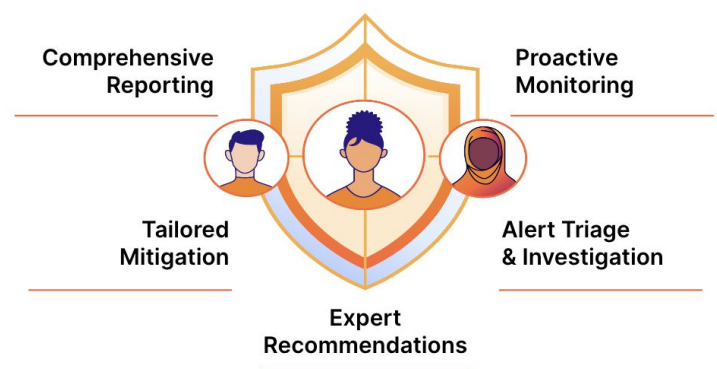 Comprehensive
Reporting
Proactive
Monitoring
Tailored
Mitigation
Alert Triage
& Investigation
Expert
Recommendations